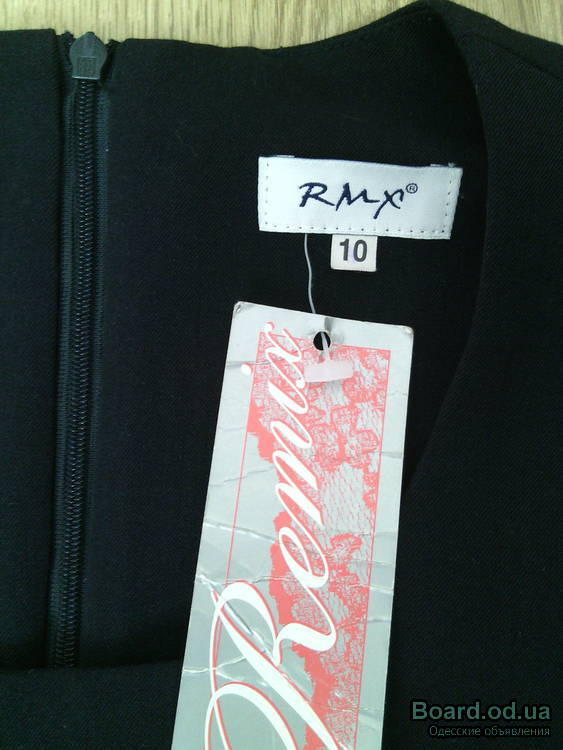 RMX®
10
Remix
Board.od.ua
Одесские объявления